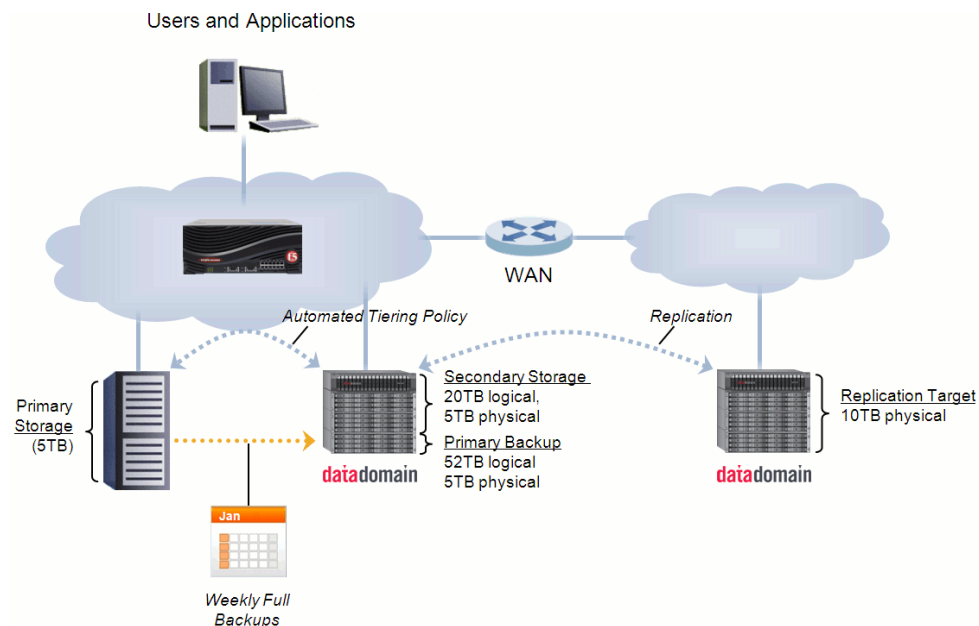 Users and Applications
f5
WAN
Automated Tiering Policy
Replication
Primary
Storage
(5TB)
Secondary Storage
20TB logical,
5TB physical
Primary Backup
52TB logical
5TB physical
datadomain
Replication Target
10TB physical
datadomain
Jan
Weekly Full
Backups